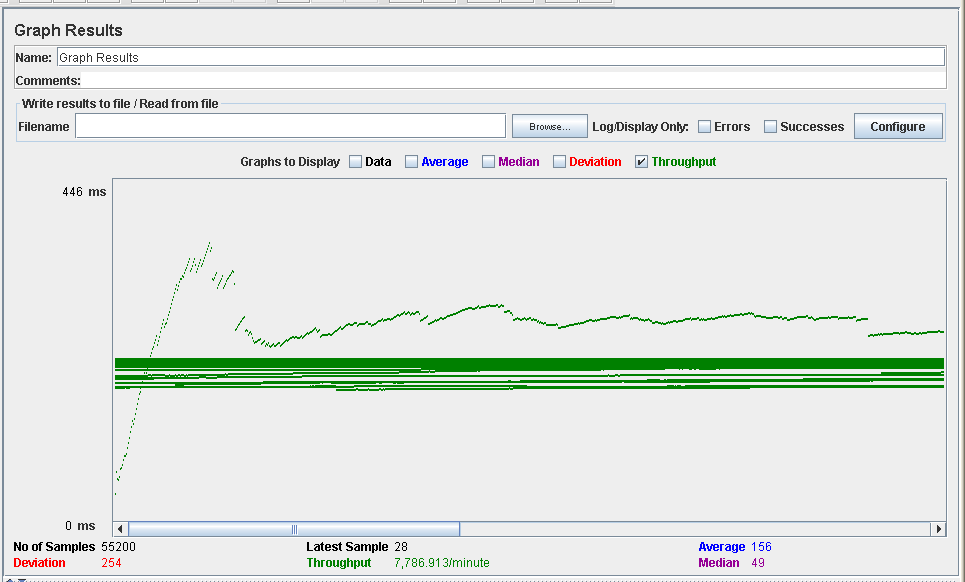 Graph Results
Name: Graph Results
Comments:
Write results to file / Read from file
Filename Browse... Log/Display Only: Errors Successes Configure
Graphs to Display Data Average Median Deviation Throughput
446 ms
0 ms
No of Samples 55200 Latest Sample 28 Average 156
Deviation 254 Throughput 7,786.913/minute Median 49